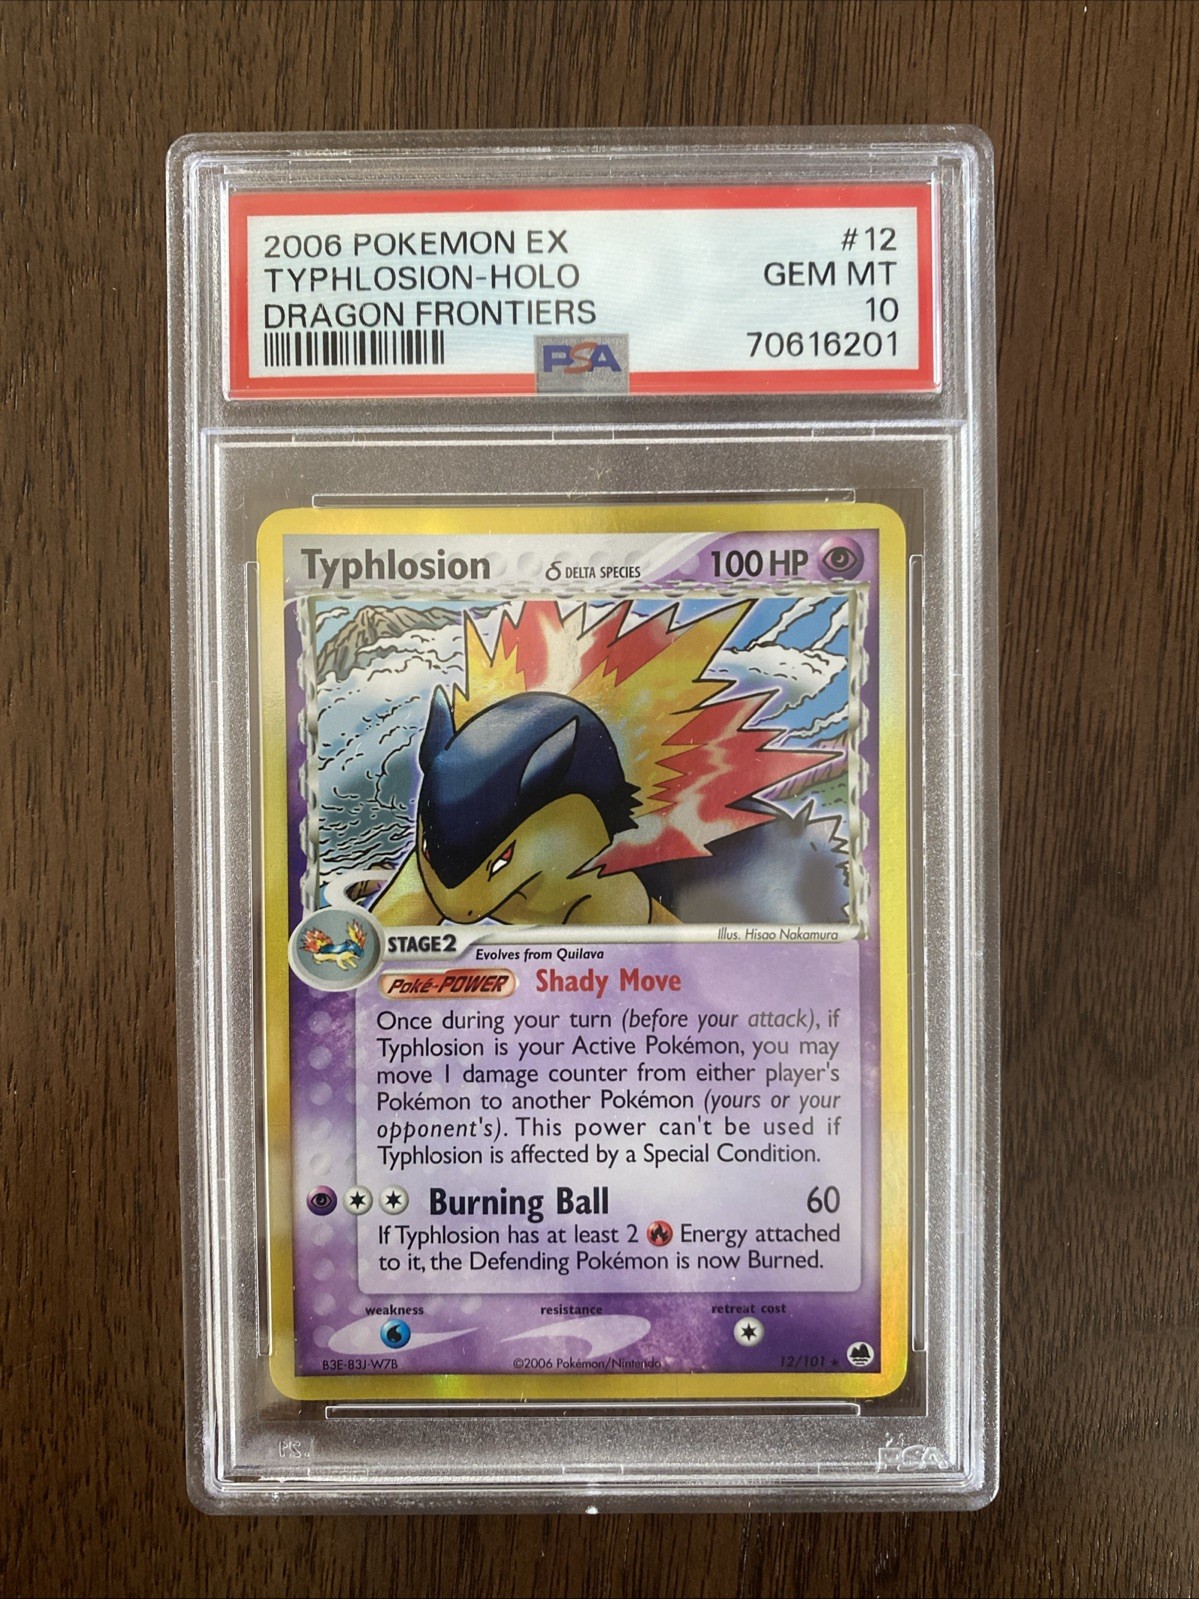 2006 POKEMON EX #12
TYPHLOSION-HOLO GEM MT
DRAGON FRONTIERS 10
70616201
PSA
Typhlosion δ DELTA SPECIES 100 HP
Illus. Hisao Nakamura
STAGE2 Evolves from Quilava
Poké-POWER Shady Move
Once during your turn (before your attack), if
Typhlosion is your Active Pokémon, you may
move 1 damage counter from either player's
Pokémon to another Pokémon (yours or your
opponent's). This power can't be used if
Typhlosion is affected by a Special Condition.
Burning Ball 60
If Typhlosion has at least 2 Energy attached
to it, the Defending Pokémon is now Burned.
weakness resistance retreat cost
B3E-83J-W7B ©2006 Pokémon/Nintendo 12/101 ★
PSA